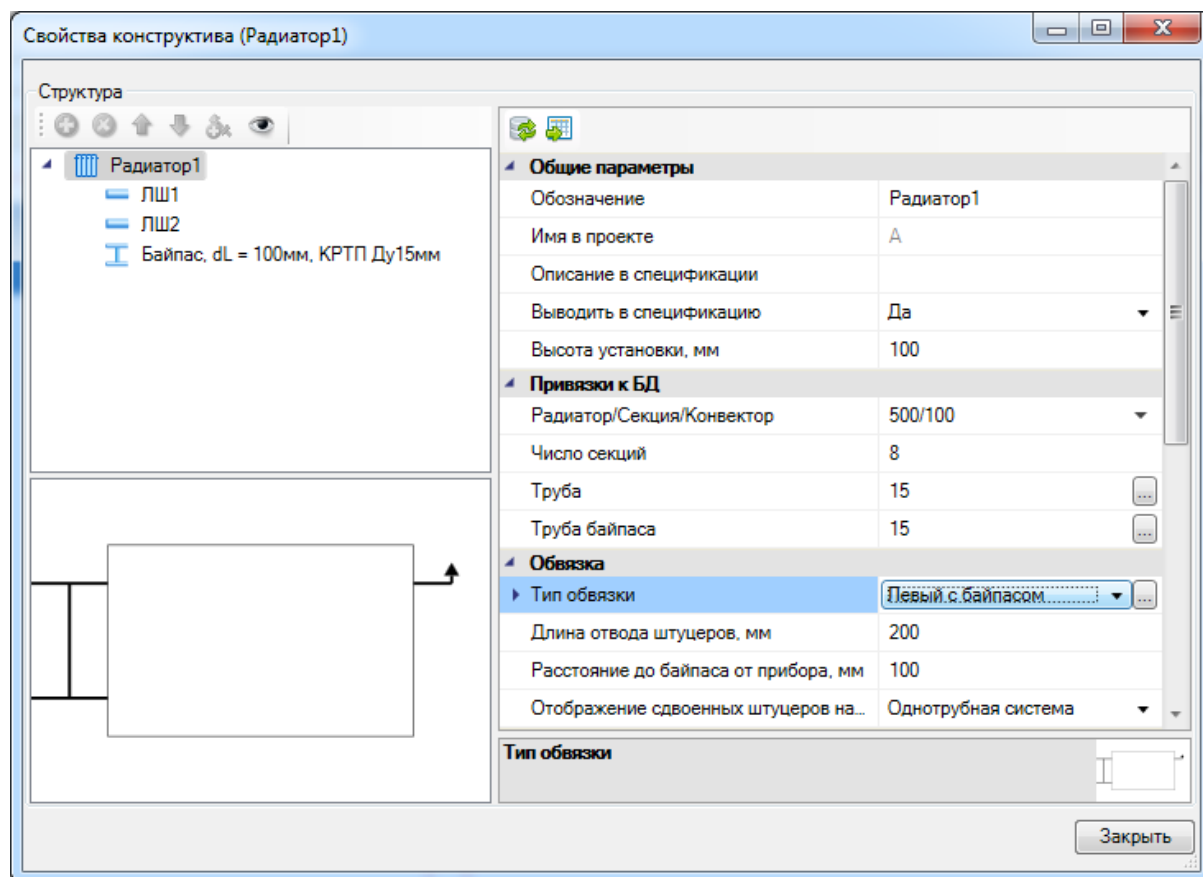 Свойства конструктива (Радиатор1)
Структура
Радиатор1
ЛШ1
ЛШ2
Байпас, dL = 100мм, КРТП Ду15мм
Общие параметры
Обозначение Радиатор1
Имя в проекте A
Описание в спецификации
Выводить в спецификацию Да
Высота установки, мм 100
Привязки к БД
Радиатор/Секция/Конвектор 500/100
Число секций 8
Труба 15 ...
Труба байпаса 15 ...
Обвязка
Тип обвязки Левый с байпасом ...
Длина отвода штуцеров, мм 200
Расстояние до байпаса от прибора, мм 100
Отображение сдвоенных штуцеров на... Однотрубная система
Тип обвязки
Закрыть